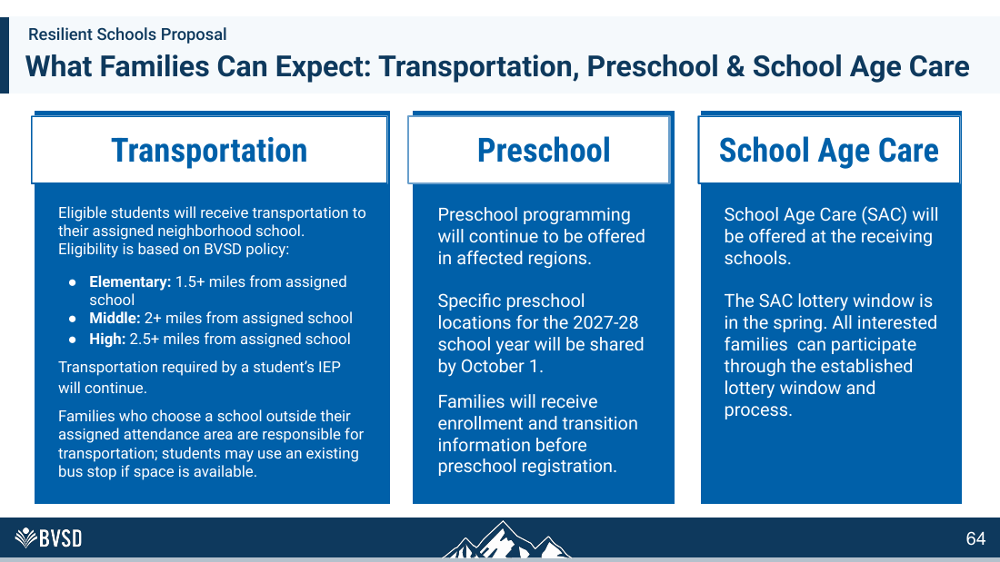 Resilient Schools Proposal
What Families Can Expect: Transportation, Preschool & School Age Care
Transportation
Eligible students will receive transportation to
their assigned neighborhood school.
Eligibility is based on BVSD policy:
● Elementary: 1.5+ miles from assigned
school
● Middle: 2+ miles from assigned school
● High: 2.5+ miles from assigned school
Transportation required by a student’s IEP
will continue.
Families who choose a school outside their
assigned attendance area are responsible for
transportation; students may use an existing
bus stop if space is available.
Preschool
Preschool programming
will continue to be offered
in affected regions.
Specific preschool
locations for the 2027-28
school year will be shared
by October 1.
Families will receive
enrollment and transition
information before
preschool registration.
School Age Care
School Age Care (SAC) will
be offered at the receiving
schools.
The SAC lottery window is
in the spring. All interested
families  can participate
through the established
lottery window and
process.
BVSD
64